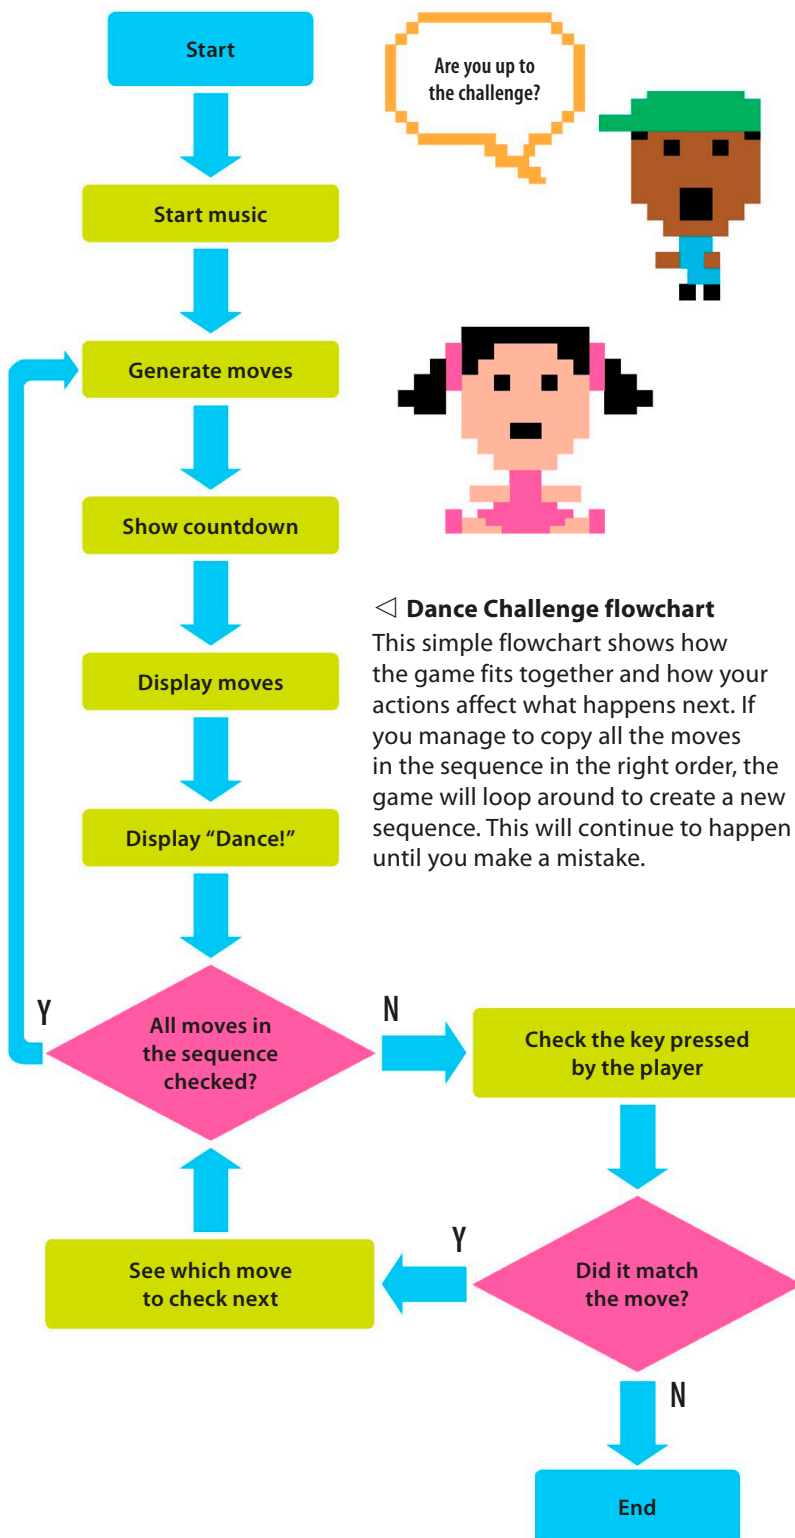 Start
Are you up to
the challenge?
Start music
Generate moves
Show countdown
Display moves
Display “Dance!”
◁ Dance Challenge flowchart
This simple flowchart shows how
the game fits together and how your
actions affect what happens next. If
you manage to copy all the moves
in the sequence in the right order, the
game will loop around to create a new
sequence. This will continue to happen
until you make a mistake.
Y
All moves in
the sequence
checked?
N
Check the key pressed
by the player
See which move
to check next
Y
Did it match
the move?
N
End